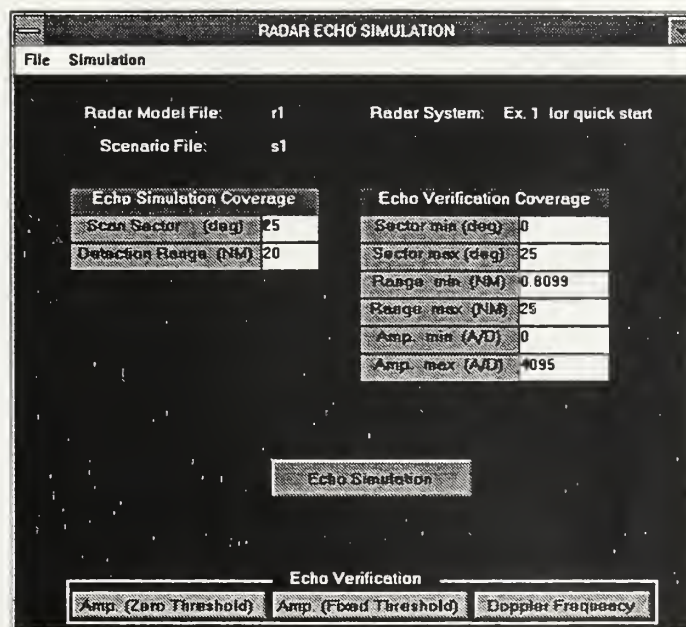 RADAR ECHO SIMULATION
File Simulation
Radar Model File: r1 Radar System: Ex. 1 for quick start
Scenario File: s1
Echo Simulation Coverage
Scan Sector (deg) 25
Detection Range (NM) 20
Echo Verification Coverage
Sector min (deg) 0
Sector max (deg) 25
Range min (NM) 0.8099
Range max (NM) 25
Amp. min (A/D) 0
Amp. max (A/D) 4095
Echo Simulation
Echo Verification
Amp. (Zero Threshold) Amp. (Fixed Threshold) Doppler Frequency